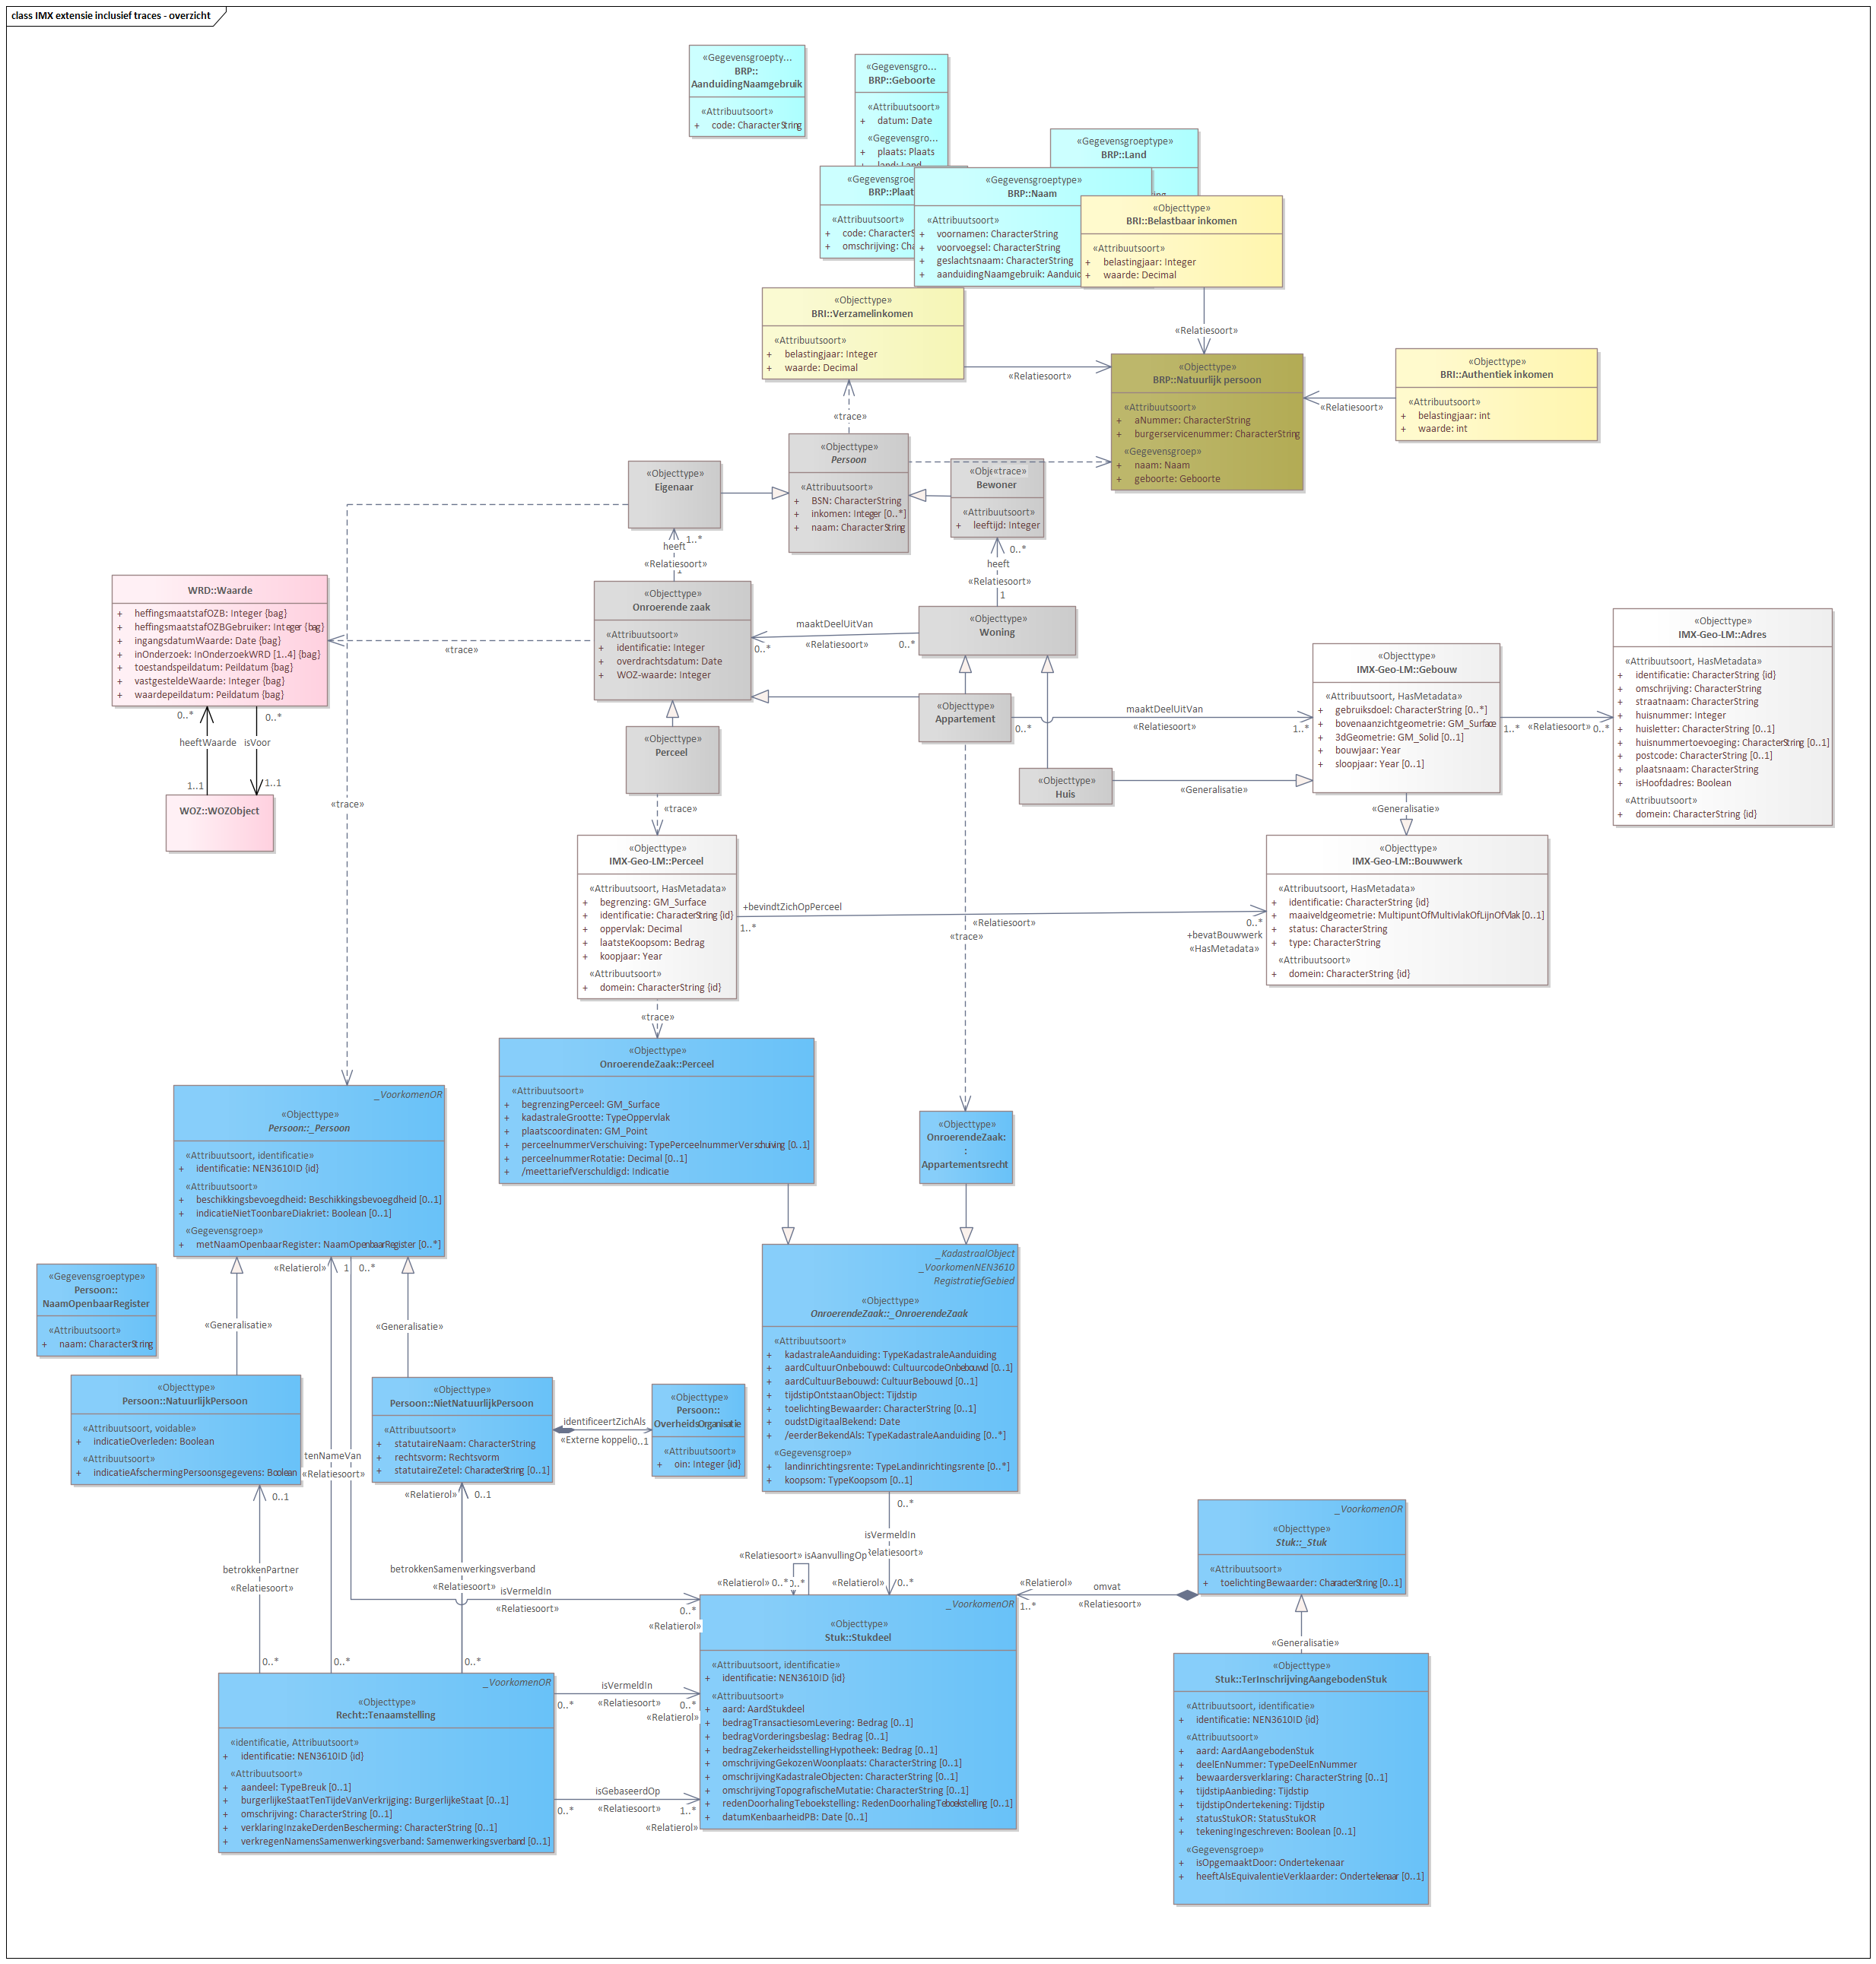 class IMX extensie inclusief traces - overzicht
«Gegevensgroepty...
BRP::
AanduidingNaamgebruik
«Attribuutsoort»
+ code: CharacterString
«Gegevensgro...
BRP::Geboorte
«Attribuutsoort»
+ datum: Date
«Gegevensgro...
+ plaats: Plaats
«Gegevensgroeptype»
BRP::Land
BRP::Plaat
«Attribuutsoort»
+ code: CharacterS
+ omschrijving: Cha
«Gegevensgroeptype»
BRP::Naam
«Attribuutsoort»
+ voornamen: CharacterString
+ voorvoegsel: CharacterString
+ geslachtsnaam: CharacterString
+ aanduidingNaamgebruik: Aanduid
«Objecttype»
BRI::Belastbaar inkomen
«Attribuutsoort»
+ belastingjaar: Integer
+ waarde: Decimal
«Objecttype»
BRI::Verzamelinkomen
«Attribuutsoort»
+ belastingjaar: Integer
+ waarde: Decimal
«Relatiesoort»
«Relatiesoort»
«Objecttype»
BRP::Natuurlijk persoon
«Attribuutsoort»
+ aNummer: CharacterString
+ burgerservicenummer: CharacterString
«Gegevensgroep»
+ naam: Naam
+ geboorte: Geboorte
«Relatiesoort»
«Objecttype»
BRI::Authentiek inkomen
«Attribuutsoort»
+ belastingjaar: int
+ waarde: int
«trace»
«Objecttype»
Persoon
«Attribuutsoort»
+ BSN: CharacterString
+ inkomen: Integer [0..*]
+ naam: CharacterString
«Objecttype»
Eigenaar
«trace»
Bewoner
«Attribuutsoort»
+ leeftijd: Integer
1..*
heeft
«Relatiesoort»
0..*
heeft
«Relatiesoort»
1
WRD::Waarde
+ heffingsmaatstafOZB: Integer {bag}
+ heffingsmaatstafOZBGebruiker: Integer {bag}
+ ingangsdatumWaarde: Date {bag}
+ inOnderzoek: InOnderzoekWRD [1..4] {bag}
+ toestandspeildatum: Peildatum {bag}
+ vastgesteldeWaarde: Integer {bag}
+ waardepeildatum: Peildatum {bag}
«trace»
«Objecttype»
Onroerende zaak
«Attribuutsoort»
+ identificatie: Integer
+ overdrachtsdatum: Date
+ WOZ-waarde: Integer
maaktDeelUitVan
0..*
«Relatiesoort»
0..*
«Objecttype»
Woning
«Objecttype»
Appartement
0..*
maaktDeelUitVan
«Relatiesoort»
1..*
«Objecttype»
IMX-Geo-LM::Gebouw
«Attribuutsoort, HasMetadata»
+ gebruiksdoel: CharacterString [0..*]
+ bovenaanzichtgeometrie: GM_Surface
+ 3dGeometrie: GM_Solid [0..1]
+ bouwjaar: Year
+ sloopjaar: Year [0..1]
1..*
«Relatiesoort»
0..*
«Objecttype»
IMX-Geo-LM::Adres
«Attribuutsoort, HasMetadata»
+ identificatie: CharacterString {id}
+ omschrijving: CharacterString
+ straatnaam: CharacterString
+ huisnummer: Integer
+ huisletter: CharacterString [0..1]
+ huisnummertoevoeging: CharacterString [0..1]
+ postcode: CharacterString [0..1]
+ plaatsnaam: CharacterString
+ isHoofdadres: Boolean
«Attribuutsoort»
+ domein: CharacterString {id}
0..*
0..*
heeftWaarde
isVoor
1..1
1..1
WOZ::WOZObject
«trace»
«Objecttype»
Perceel
«trace»
«Objecttype»
Huis
«Generalisatie»
«Generalisatie»
«Objecttype»
IMX-Geo-LM::Perceel
«Attribuutsoort, HasMetadata»
+ begrenzing: GM_Surface
+ identificatie: CharacterString {id}
+ oppervlak: Decimal
+ laatsteKoopsom: Bedrag
+ koopjaar: Year
«Attribuutsoort»
+ domein: CharacterString {id}
+bevindtZichOpPerceel
1..*
«Relatiesoort»
«trace»
0..*
+bevatBouwwerk
«HasMetadata»
«Objecttype»
IMX-Geo-LM::Bouwwerk
«Attribuutsoort, HasMetadata»
+ identificatie: CharacterString {id}
+ maaiveldgeometrie: MultipuntOfMultivlakOfLijnOfVlak [0..1]
+ status: CharacterString
+ type: CharacterString
«Attribuutsoort»
+ domein: CharacterString {id}
«trace»
«Objecttype»
OnroerendeZaak::Perceel
«Attribuutsoort»
+ begrenzingPerceel: GM_Surface
+ kadastraleGrootte: TypeOppervlak
+ plaatscoordinaten: GM_Point
+ perceelnummerVerschuiving: TypePerceelnummerVerschuiving [0..1]
+ perceelnummerRotatie: Decimal [0..1]
+ /meettariefVerschuldigd: Indicatie
«Objecttype»
OnroerendeZaak:
:
Appartementsrecht
_VoorkomenOR
«Objecttype»
Persoon::_Persoon
«Attribuutsoort, identificatie»
+ identificatie: NEN3610ID {id}
«Attribuutsoort»
+ beschikkingsbevoegdheid: Beschikkingsbevoegdheid [0..1]
+ indicatieNietToonbareDiakriet: Boolean [0..1]
«Gegevensgroep»
+ metNaamOpenbaarRegister: NaamOpenbaarRegister [0..*]
«Relatierol»
1
0..*
«Gegevensgroeptype»
Persoon::
NaamOpenbaarRegister
«Attribuutsoort»
+ naam: CharacterString
«Generalisatie»
«Generalisatie»
_KadastraalObject
_VoorkomenNEN3610
RegistratiefGebied
«Objecttype»
OnroerendeZaak::_OnroerendeZaak
«Attribuutsoort»
+ kadastraleAanduiding: TypeKadastraleAanduiding
+ aardCultuurOnbebouwd: CultuurcodeOnbebouwd [0..1]
+ aardCultuurBebouwd: CultuurBebouwd [0..1]
+ tijdstipOntstaanObject: Tijdstip
+ toelichtingBewaarder: CharacterString [0..1]
+ oudstDigitaalBekend: Date
+ /eerderBekendAls: TypeKadastraleAanduiding [0..*]
«Gegevensgroep»
+ landinrichtingsrente: TypeLandinrichtingsrente [0..*]
+ koopsom: TypeKoopsom [0..1]
«Objecttype»
Persoon::NatuurlijkPersoon
«Attribuutsoort, voidable»
+ indicatieOverleden: Boolean
«Attribuutsoort»
+ indicatieAfschermingPersoonsgegevens: Boolean
tenNameVan
«Relatiesoort»
«Objecttype»
Persoon::NietNatuurlijkPersoon
«Attribuutsoort»
+ statutaireNaam: CharacterString
+ rechtsvorm: Rechtsvorm
+ statutaireZetel: CharacterString [0..1]
identificeertZichAls
«Externe koppeli
0..1
«Objecttype»
Persoon::
OverheidsOrganisatie
«Attribuutsoort»
+ oin: Integer {id}
0..1
«Relatierol»
0..1
0..*
isVermeldIn
Relatiesoort»
«Relatierol»
0..*
«Relatiesoort»
isAanvullingOp
«Relatierol»
0..*
betrokkenPartner
«Relatiesoort»
betrokkenSamenwerkingsverband
«Relatiesoort»
isVermeldIn
«Relatiesoort»
0..*
«Relatierol»
«Relatierol»
1..*
omvat
«Relatiesoort»
_VoorkomenOR
«Objecttype»
Stuk::_Stuk
«Attribuutsoort»
+ toelichtingBewaarder: CharacterString [0..1]
«Generalisatie»
0..*
0..*
0..*
_VoorkomenOR
«Objecttype»
Recht::Tenaamstelling
«identificatie, Attribuutsoort»
+ identificatie: NEN3610ID {id}
«Attribuutsoort»
+ aandeel: TypeBreuk [0..1]
+ burgerlijkeStaatTenTijdeVanVerkrijging: BurgerlijkeStaat [0..1]
+ omschrijving: CharacterString [0..1]
+ verklaringInzakeDerdenBescherming: CharacterString [0..1]
+ verkregenNamensSamenwerkingsverband: Samenwerkingsverband [0..1]
isVermeldIn
0..*
«Relatiesoort»
0..*
«Relatierol»
isGebaseerdOp
0..*
«Relatiesoort»
1..*
«Relatierol»
_VoorkomenOR
«Objecttype»
Stuk::Stukdeel
«Attribuutsoort, identificatie»
+ identificatie: NEN3610ID {id}
«Attribuutsoort»
+ aard: AardStukdeel
+ bedragTransactiesomLevering: Bedrag [0..1]
+ bedragVorderingsbeslag: Bedrag [0..1]
+ bedragZekerheidsstellingHypotheek: Bedrag [0..1]
+ omschrijvingGekozenWoonplaats: CharacterString [0..1]
+ omschrijvingKadastraleObjecten: CharacterString [0..1]
+ omschrijvingTopografischeMutatie: CharacterString [0..1]
+ redenDoorhalingTeboekstelling: RedenDoorhalingTeboekstelling [0..1]
+ datumKenbaarheidPB: Date [0..1]
«Objecttype»
Stuk::TerInschrijvingAangebodenStuk
«Attribuutsoort, identificatie»
+ identificatie: NEN3610ID {id}
«Attribuutsoort»
+ aard: AardAangebodenStuk
+ deelEnNummer: TypeDeelEnNummer
+ bewaardersverklaring: CharacterString [0..1]
+ tijdstipAanbieding: Tijdstip
+ tijdstipOndertekening: Tijdstip
+ statusStukOR: StatusStukOR
+ tekeningIngeschreven: Boolean [0..1]
«Gegevensgroep»
+ isOpgemaaktDoor: Ondertekenaar
+ heeftAlsEquivalentieVerklaarder: Ondertekenaar [0..1]